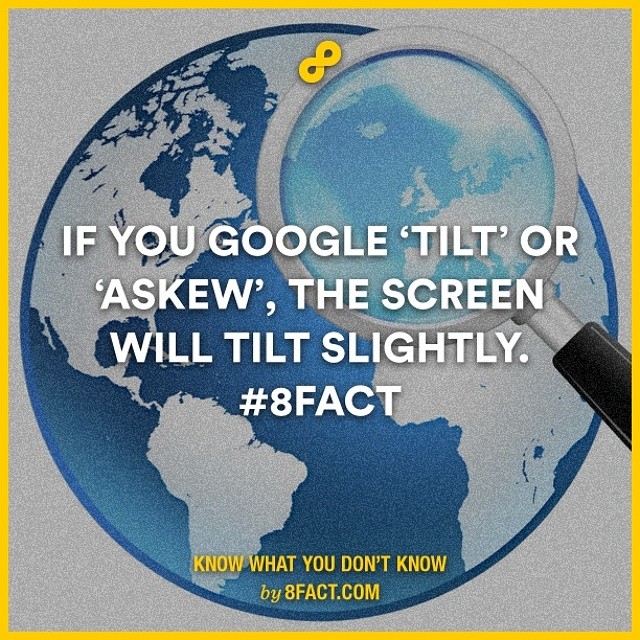 IF YOU GOOGLE ‘TILT’ OR
‘ASKEW’, THE SCREEN
WILL TILT SLIGHTLY.
#8FACT
KNOW WHAT YOU DON’T KNOW
by 8FACT.COM